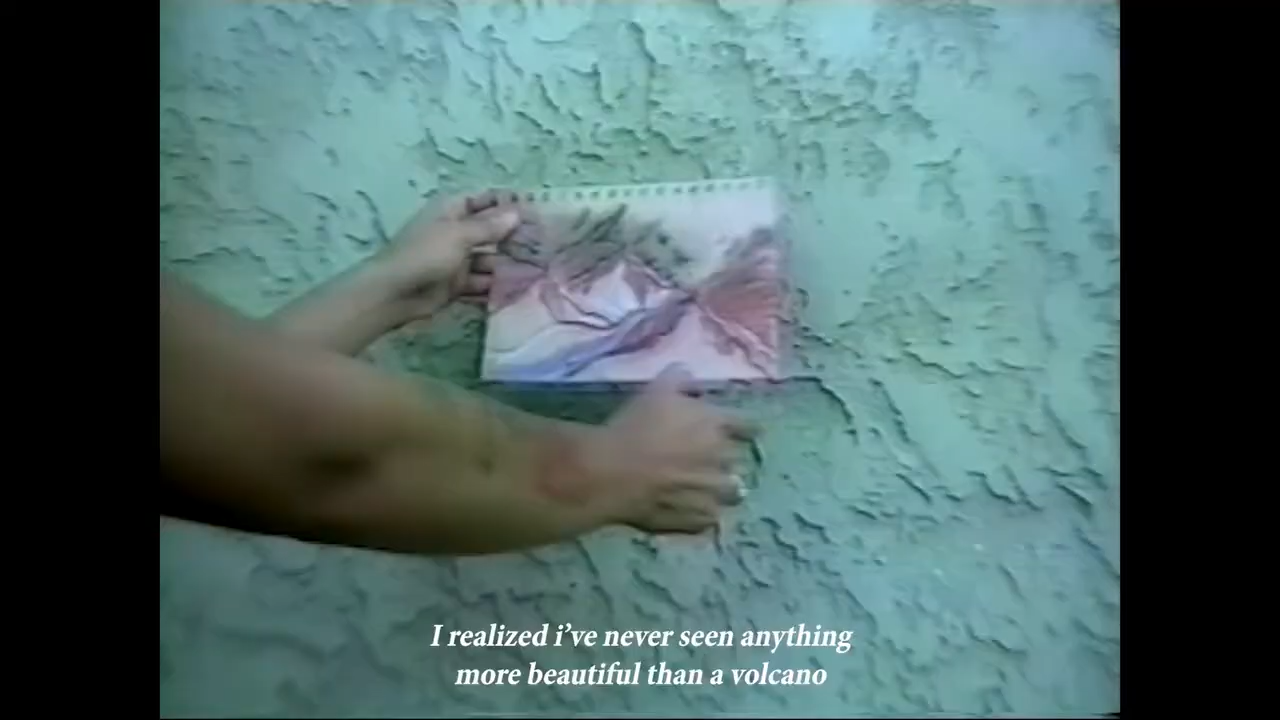 I realized i’ve never seen anything
more beautiful than a volcano